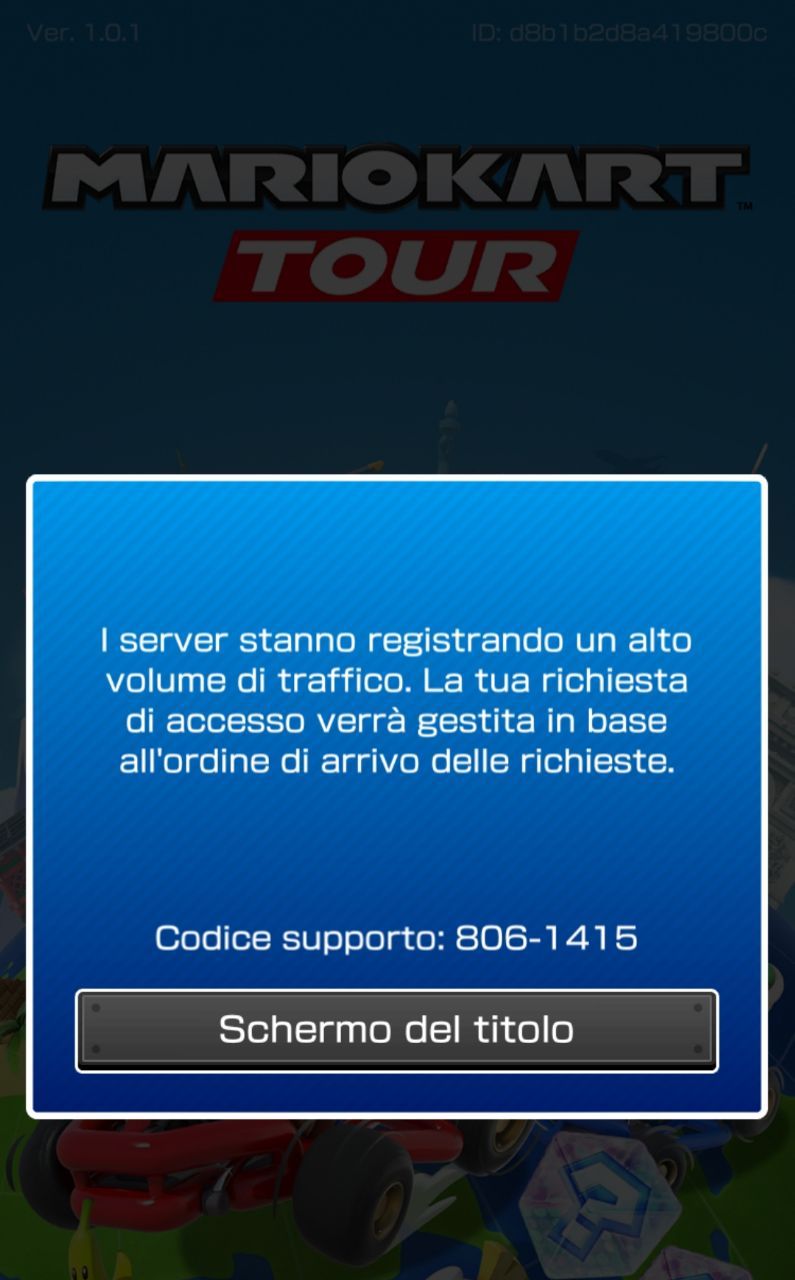 Ver. 1.0.1
ID: d8b1b2d8a419800c
MARIOKART™
TOUR
I server stanno registrando un alto
volume di traffico. La tua richiesta
di accesso verrà gestita in base
all'ordine di arrivo delle richieste.
Codice supporto: 806-1415
Schermo del titolo